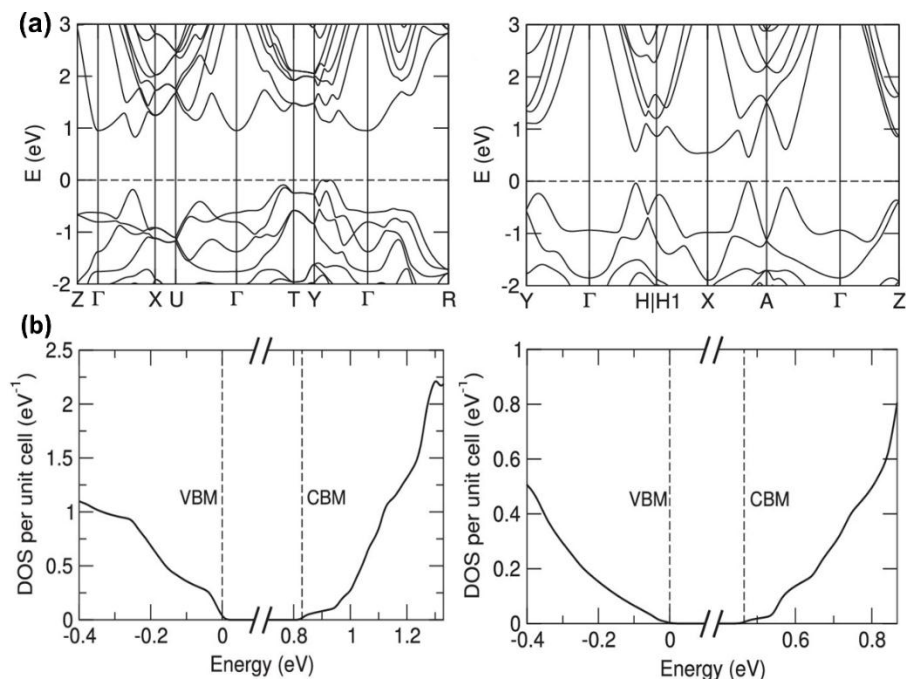 (a)
3
2
1
0
-1
-2
E (eV)
Z Γ X U Γ T Y Γ R
3
2
1
0
-1
-2
E (eV)
Y Γ H|H1 X A Γ Z
(b)
2.5
2
1.5
1
0.5
0
DOS per unit cell (eV⁻¹)
VBM
CBM
-0.4 -0.2 0 0.8 1 1.2
Energy (eV)
1
0.8
0.6
0.4
0.2
0
DOS per unit cell (eV⁻¹)
VBM
CBM
-0.4 -0.2 0 0.6 0.8
Energy (eV)